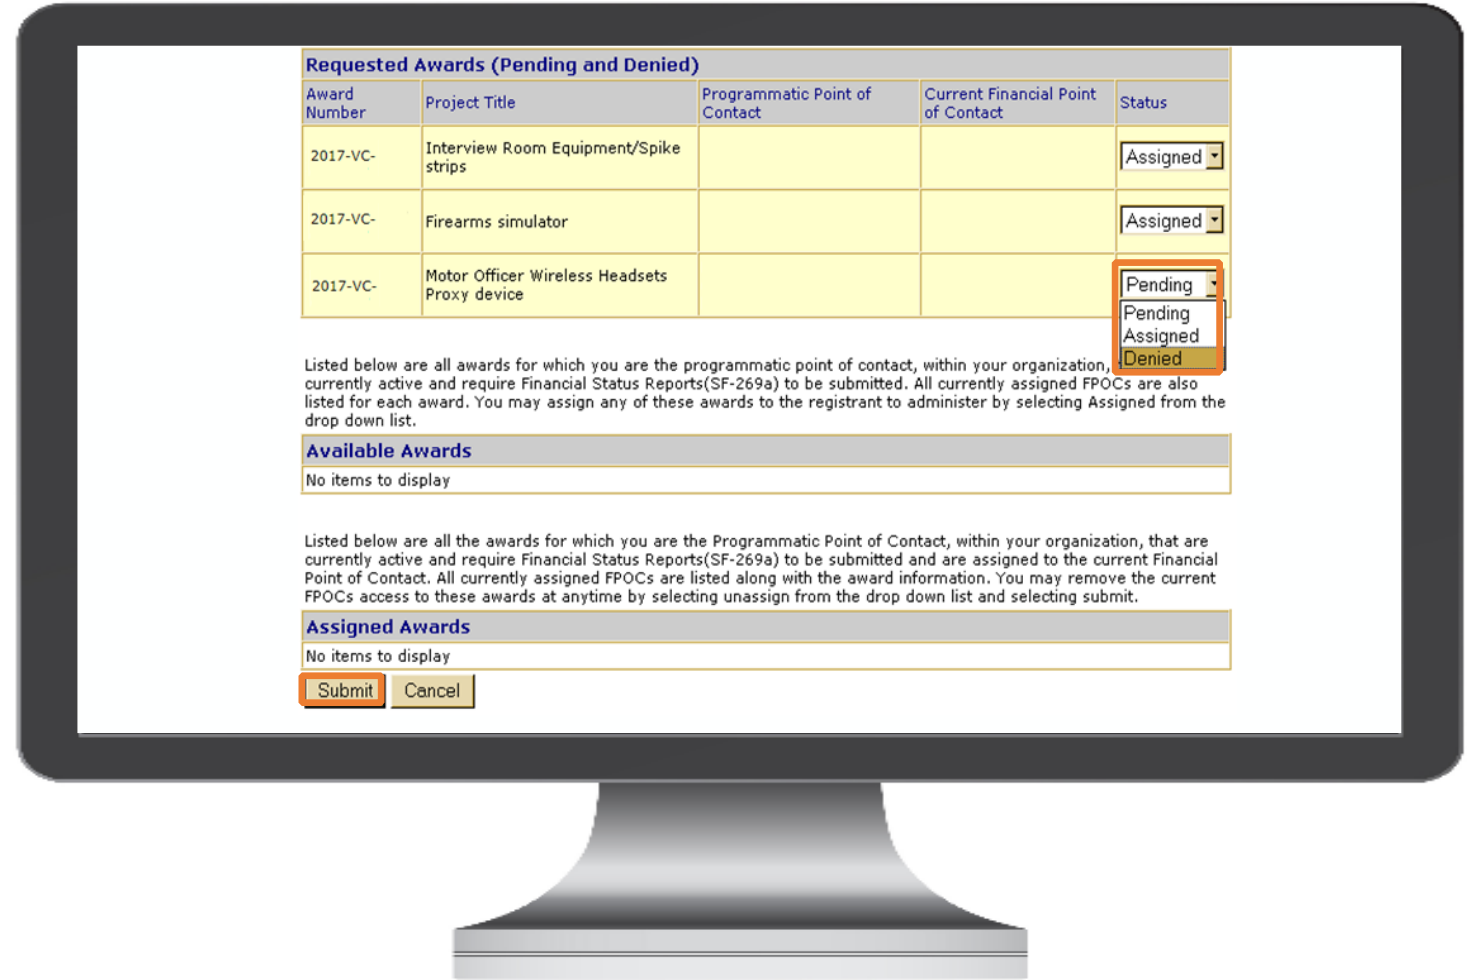 Requested Awards (Pending and Denied)
Award Number
Project Title
Programmatic Point of Contact
Current Financial Point of Contact
Status
2017-VC-
Interview Room Equipment/Spike strips
Assigned
2017-VC-
Firearms simulator
Assigned
2017-VC-
Motor Officer Wireless Headsets Proxy device
Pending
Pending
Assigned
Denied
Listed below are all awards for which you are the programmatic point of contact, within your organization,
currently active and require Financial Status Reports(SF-269a) to be submitted. All currently assigned FPOCs are also
listed for each award. You may assign any of these awards to the registrant to administer by selecting Assigned from the
drop down list.
Available Awards
No items to display
Listed below are all the awards for which you are the Programmatic Point of Contact, within your organization, that are
currently active and require Financial Status Reports(SF-269a) to be submitted and are assigned to the current Financial
Point of Contact. All currently assigned FPOCs are listed along with the award information. You may remove the current
FPOCs access to these awards at anytime by selecting unassign from the drop down list and selecting submit.
Assigned Awards
No items to display
Submit
Cancel